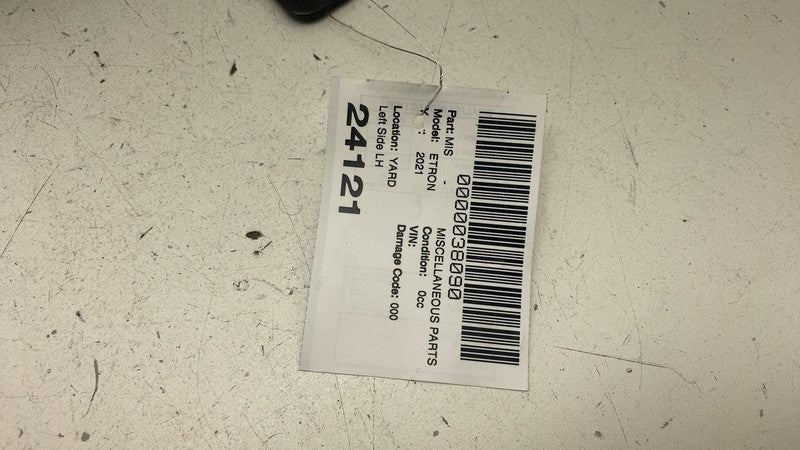 0000038090
Part: MIS - MISCELLANEOUS PARTS
Model: ETRON Condition: 0cc
Y : 2021 VIN:
Location: YARD Damage Code: 000
Left Side LH
24121